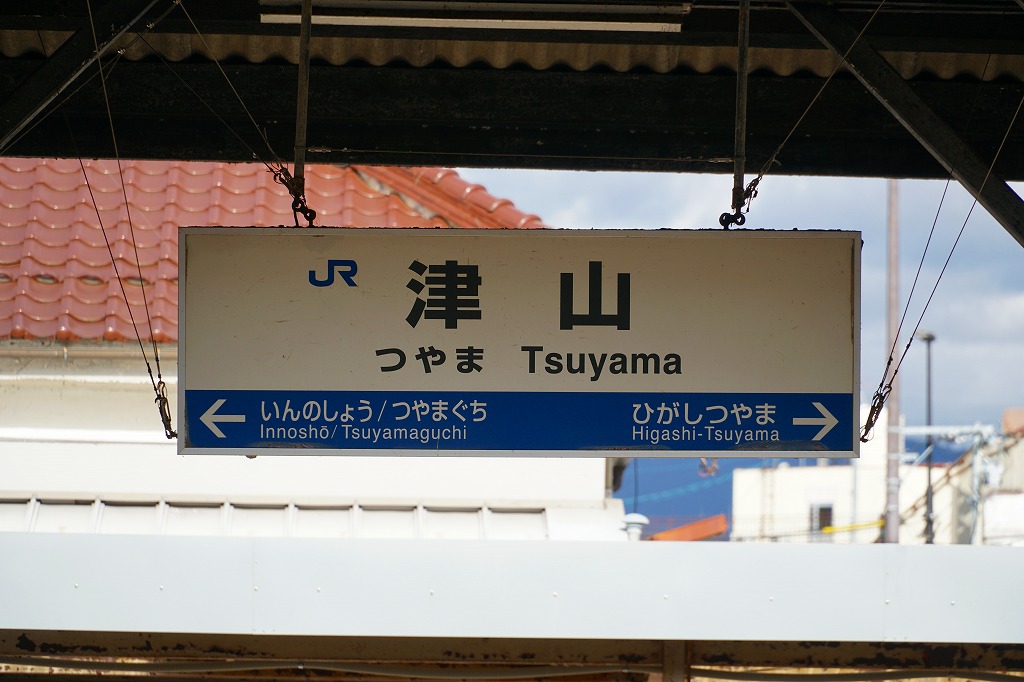 JR 津山
つやま Tsuyama
← いんのしょう/つやまぐち ひがしつやま →
Innoshō/Tsuyamaguchi Higashi-Tsuyama